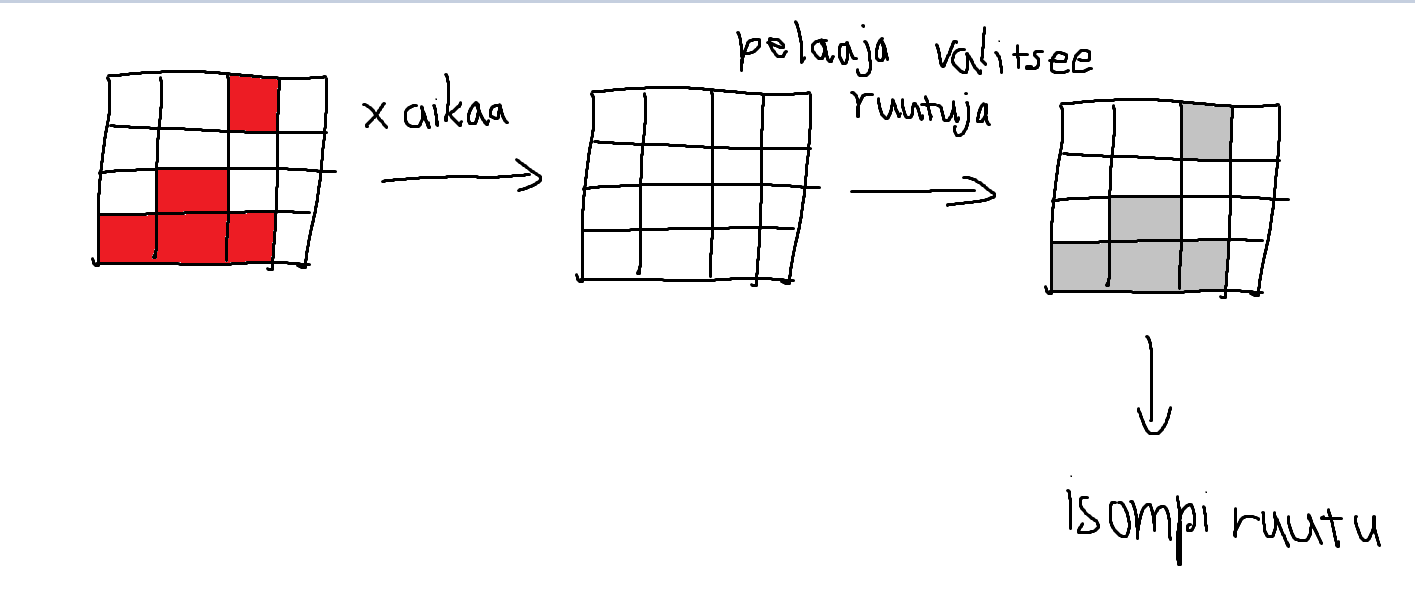 x aikaa
pelaaja valitsee
ruutuja
isompi ruutu